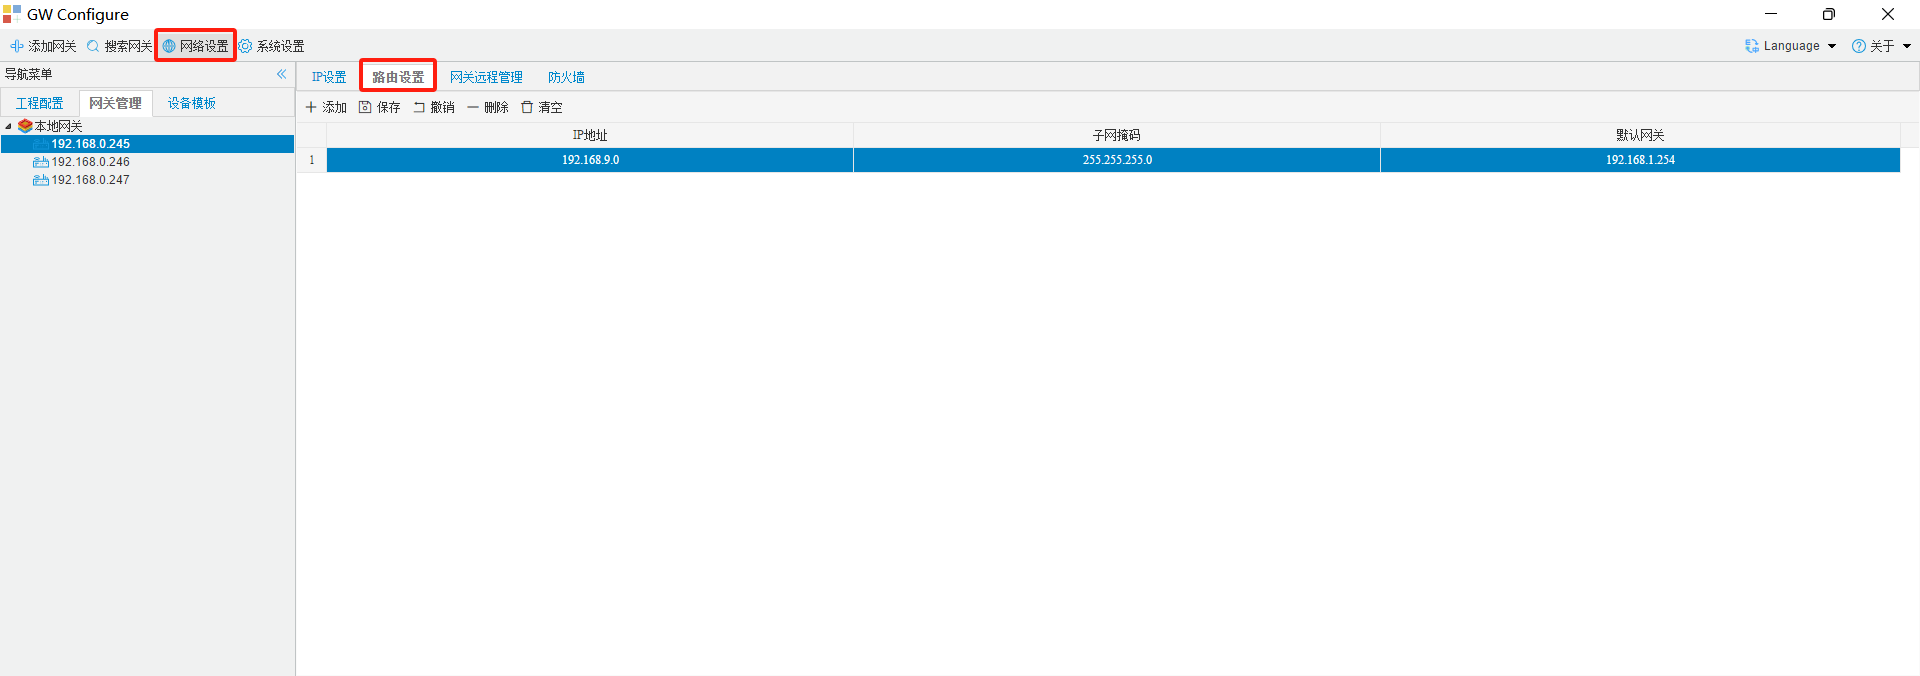 GW Configure
添加网关 搜索网关 网络设置 系统设置 Language 关于
导航菜单
工程配置 网关管理 设备模板
本地网关
192.168.0.245
192.168.0.246
192.168.0.247
IP设置 路由设置 网关远程管理 防火墙
添加 保存 撤销 删除 清空
IP地址 子网掩码 默认网关
1 192.168.9.0 255.255.255.0 192.168.1.254